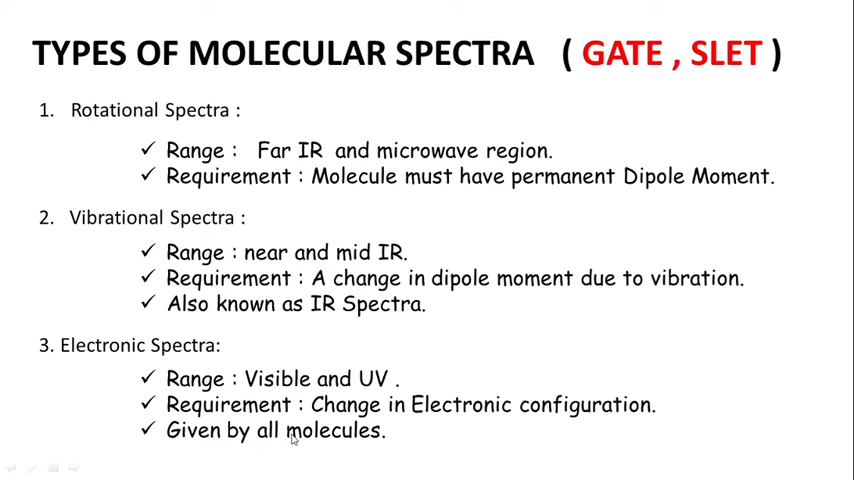 TYPES OF MOLECULAR SPECTRA ( GATE , SLET )
1. Rotational Spectra :
✓ Range : Far IR and microwave region.
✓ Requirement : Molecule must have permanent Dipole Moment.
2. Vibrational Spectra :
✓ Range : near and mid IR.
✓ Requirement : A change in dipole moment due to vibration.
✓ Also known as IR Spectra.
3. Electronic Spectra:
✓ Range : Visible and UV .
✓ Requirement : Change in Electronic configuration.
✓ Given by all molecules.